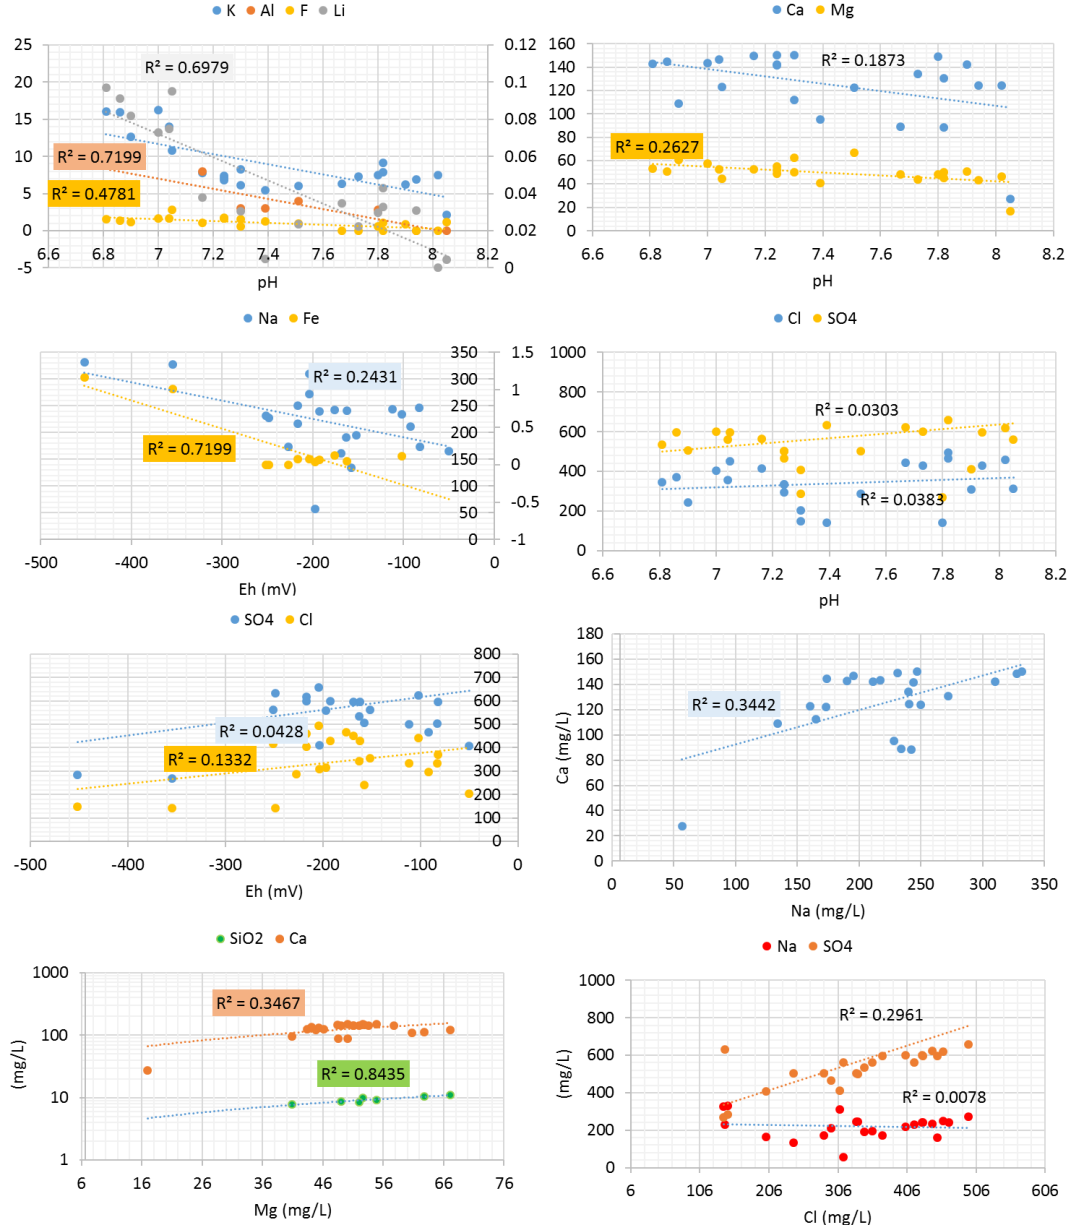 K Al F Li
25
20
15
10
5
0
-5
0.12
0.1
0.08
0.06
0.04
0.02
0
R² = 0.6979
R² = 0.7199
R² = 0.4781
6.6 6.8 7 7.2 7.4 7.6 7.8 8 8.2
pH
Ca Mg
160
140
120
100
80
60
40
20
0
R² = 0.1873
R² = 0.2627
6.6 6.8 7 7.2 7.4 7.6 7.8 8 8.2
pH
Na Fe
350
300
250
200
150
100
50
0
1.5
1
0.5
0
-0.5
-1
R² = 0.2431
R² = 0.7199
-500 -400 -300 -200 -100 0
Eh (mV)
Cl SO4
1000
800
600
400
200
0
R² = 0.0303
R² = 0.0383
6.6 6.8 7 7.2 7.4 7.6 7.8 8 8.2
pH
SO4 Cl
800
700
600
500
400
300
200
100
0
R² = 0.0428
R² = 0.1332
-500 -400 -300 -200 -100 0
Eh (mV)
Ca (mg/L)
180
160
140
120
100
80
60
40
20
0
R² = 0.3442
0 50 100 150 200 250 300 350
Na (mg/L)
SiO2 Ca
(mg/L)
1000
100
10
1
R² = 0.3467
R² = 0.8435
6 16 26 36 46 56 66 76
Mg (mg/L)
Na SO4
(mg/L)
1000
800
600
400
200
0
R² = 0.2961
R² = 0.0078
6 106 206 306 406 506 606
Cl (mg/L)